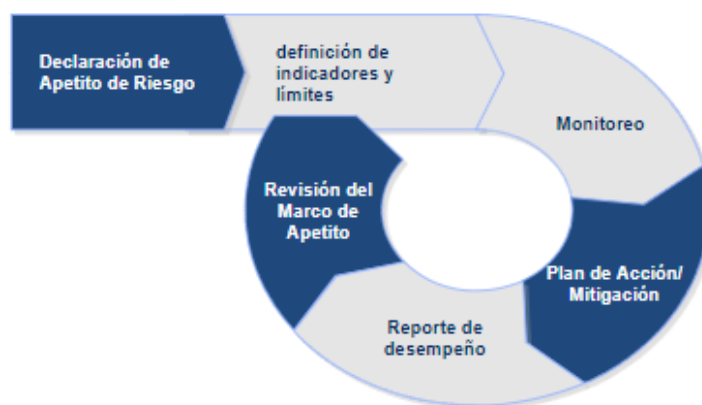 Declaración de
Apetito de Riesgo
definición de
indicadores y
límites
Monitoreo
Plan de Acción/
Mitigación
Reporte de
desempeño
Revisión del
Marco de
Apetito